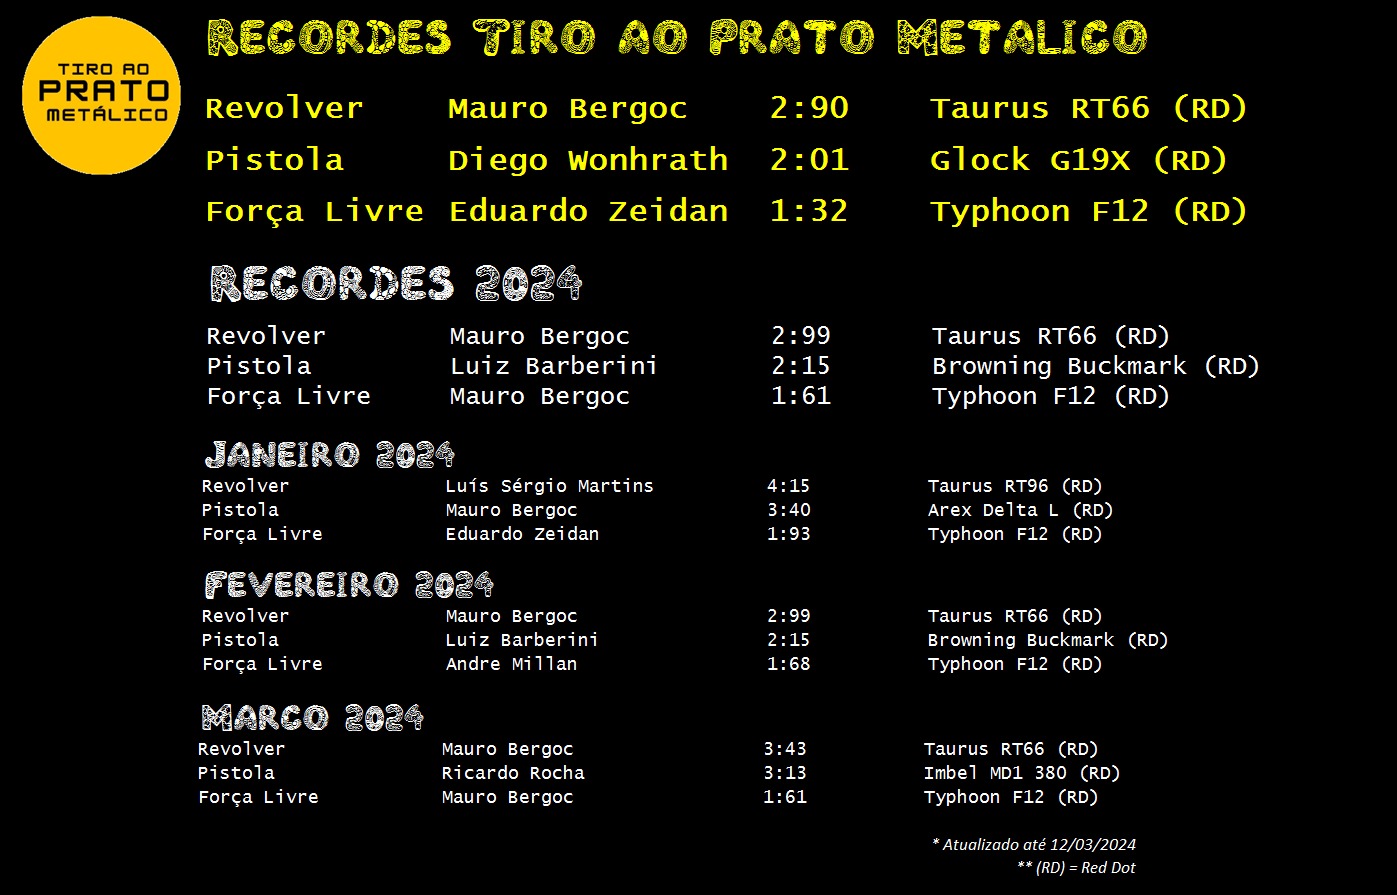 TIRO AO
PRATO
METÁLICO
RECORDES TIRO AO PRATO METALICO
Revolver Mauro Bergoc 2:90 Taurus RT66 (RD)
Pistola Diego Wonhrath 2:01 Glock G19X (RD)
Força Livre Eduardo Zeidan 1:32 Typhoon F12 (RD)
RECORDES 2024
Revolver Mauro Bergoc 2:99 Taurus RT66 (RD)
Pistola Luiz Barberini 2:15 Browning Buckmark (RD)
Força Livre Mauro Bergoc 1:61 Typhoon F12 (RD)
JANEIRO 2024
Revolver Luís Sérgio Martins 4:15 Taurus RT96 (RD)
Pistola Mauro Bergoc 3:40 Arex Delta L (RD)
Força Livre Eduardo Zeidan 1:93 Typhoon F12 (RD)
FEVEREIRO 2024
Revolver Mauro Bergoc 2:99 Taurus RT66 (RD)
Pistola Luiz Barberini 2:15 Browning Buckmark (RD)
Força Livre Andre Millan 1:68 Typhoon F12 (RD)
MARCO 2024
Revolver Mauro Bergoc 3:43 Taurus RT66 (RD)
Pistola Ricardo Rocha 3:13 Imbel MD1 380 (RD)
Força Livre Mauro Bergoc 1:61 Typhoon F12 (RD)
* Atualizado até 12/03/2024
** (RD) = Red Dot